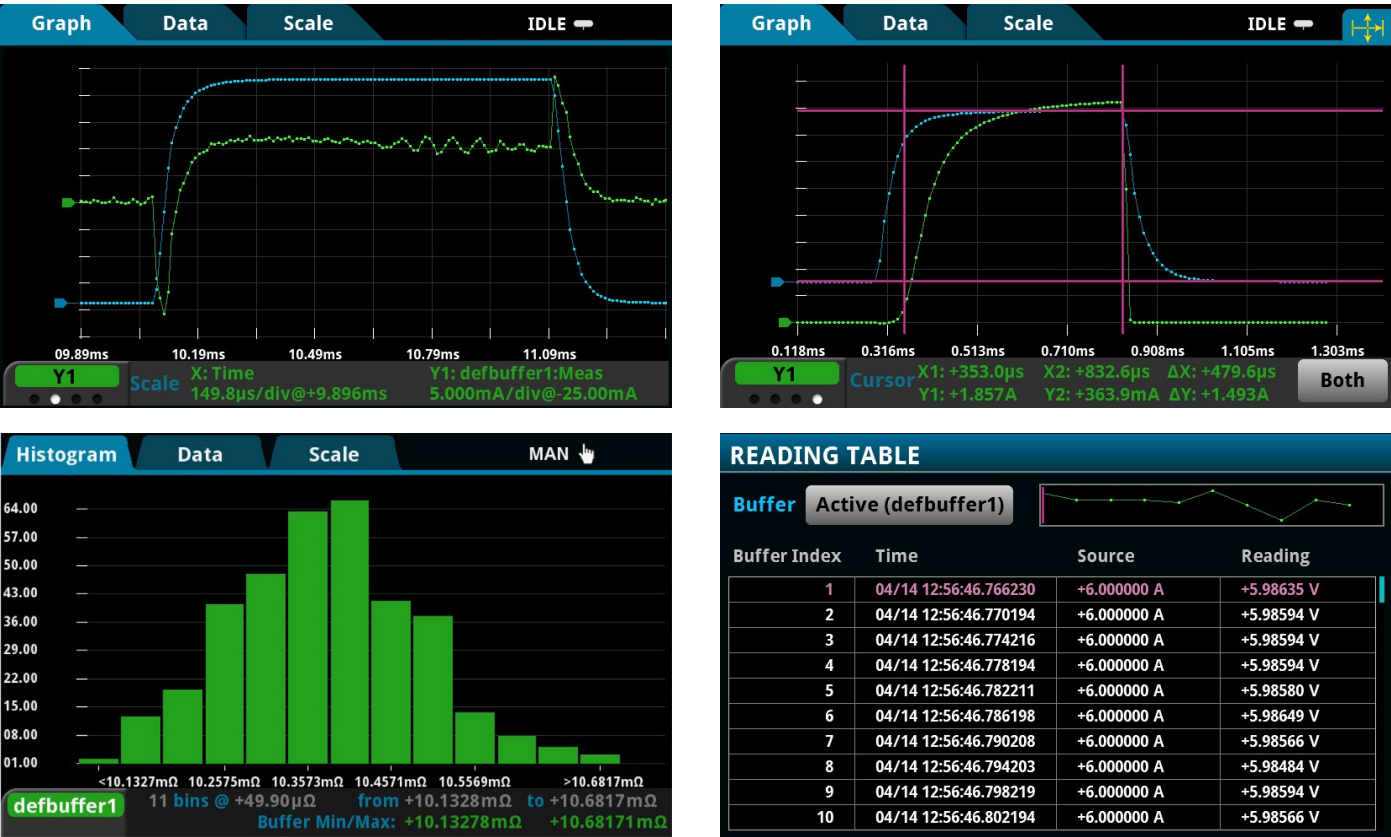 Graph Data Scale IDLE
09.89ms 10.19ms 10.49ms 10.79ms 11.09ms
Y1 Scale X: Time Y1: defbuffer1:Meas
149.8µs/div@+9.896ms 5.000mA/div@-25.00mA
Graph Data Scale IDLE
0.118ms 0.316ms 0.513ms 0.710ms 0.908ms 1.105ms 1.303ms
Y1 Cursor X1: +353.0µs X2: +832.6µs ΔX: +479.6µs Both
Y1: +1.857A Y2: +363.9mA ΔY: +1.493A
Histogram Data Scale MAN
64.00
57.00
50.00
43.00
36.00
29.00
22.00
15.00
08.00
01.00
<10.1327mΩ 10.2575mΩ 10.3573mΩ 10.4571mΩ 10.5569mΩ >10.6817mΩ
defbuffer1 11 bins @ +49.90µΩ from +10.1328mΩ to +10.6817mΩ
Buffer Min/Max: +10.13278mΩ +10.68171mΩ
READING TABLE
Buffer Active (defbuffer1)
Buffer Index Time Source Reading
1 04/14 12:56:46.766230 +6.000000 A +5.98635 V
2 04/14 12:56:46.770194 +6.000000 A +5.98594 V
3 04/14 12:56:46.774216 +6.000000 A +5.98594 V
4 04/14 12:56:46.778194 +6.000000 A +5.98594 V
5 04/14 12:56:46.782211 +6.000000 A +5.98580 V
6 04/14 12:56:46.786198 +6.000000 A +5.98649 V
7 04/14 12:56:46.790208 +6.000000 A +5.98566 V
8 04/14 12:56:46.794203 +6.000000 A +5.98484 V
9 04/14 12:56:46.798219 +6.000000 A +5.98594 V
10 04/14 12:56:46.802194 +6.000000 A +5.98566 V